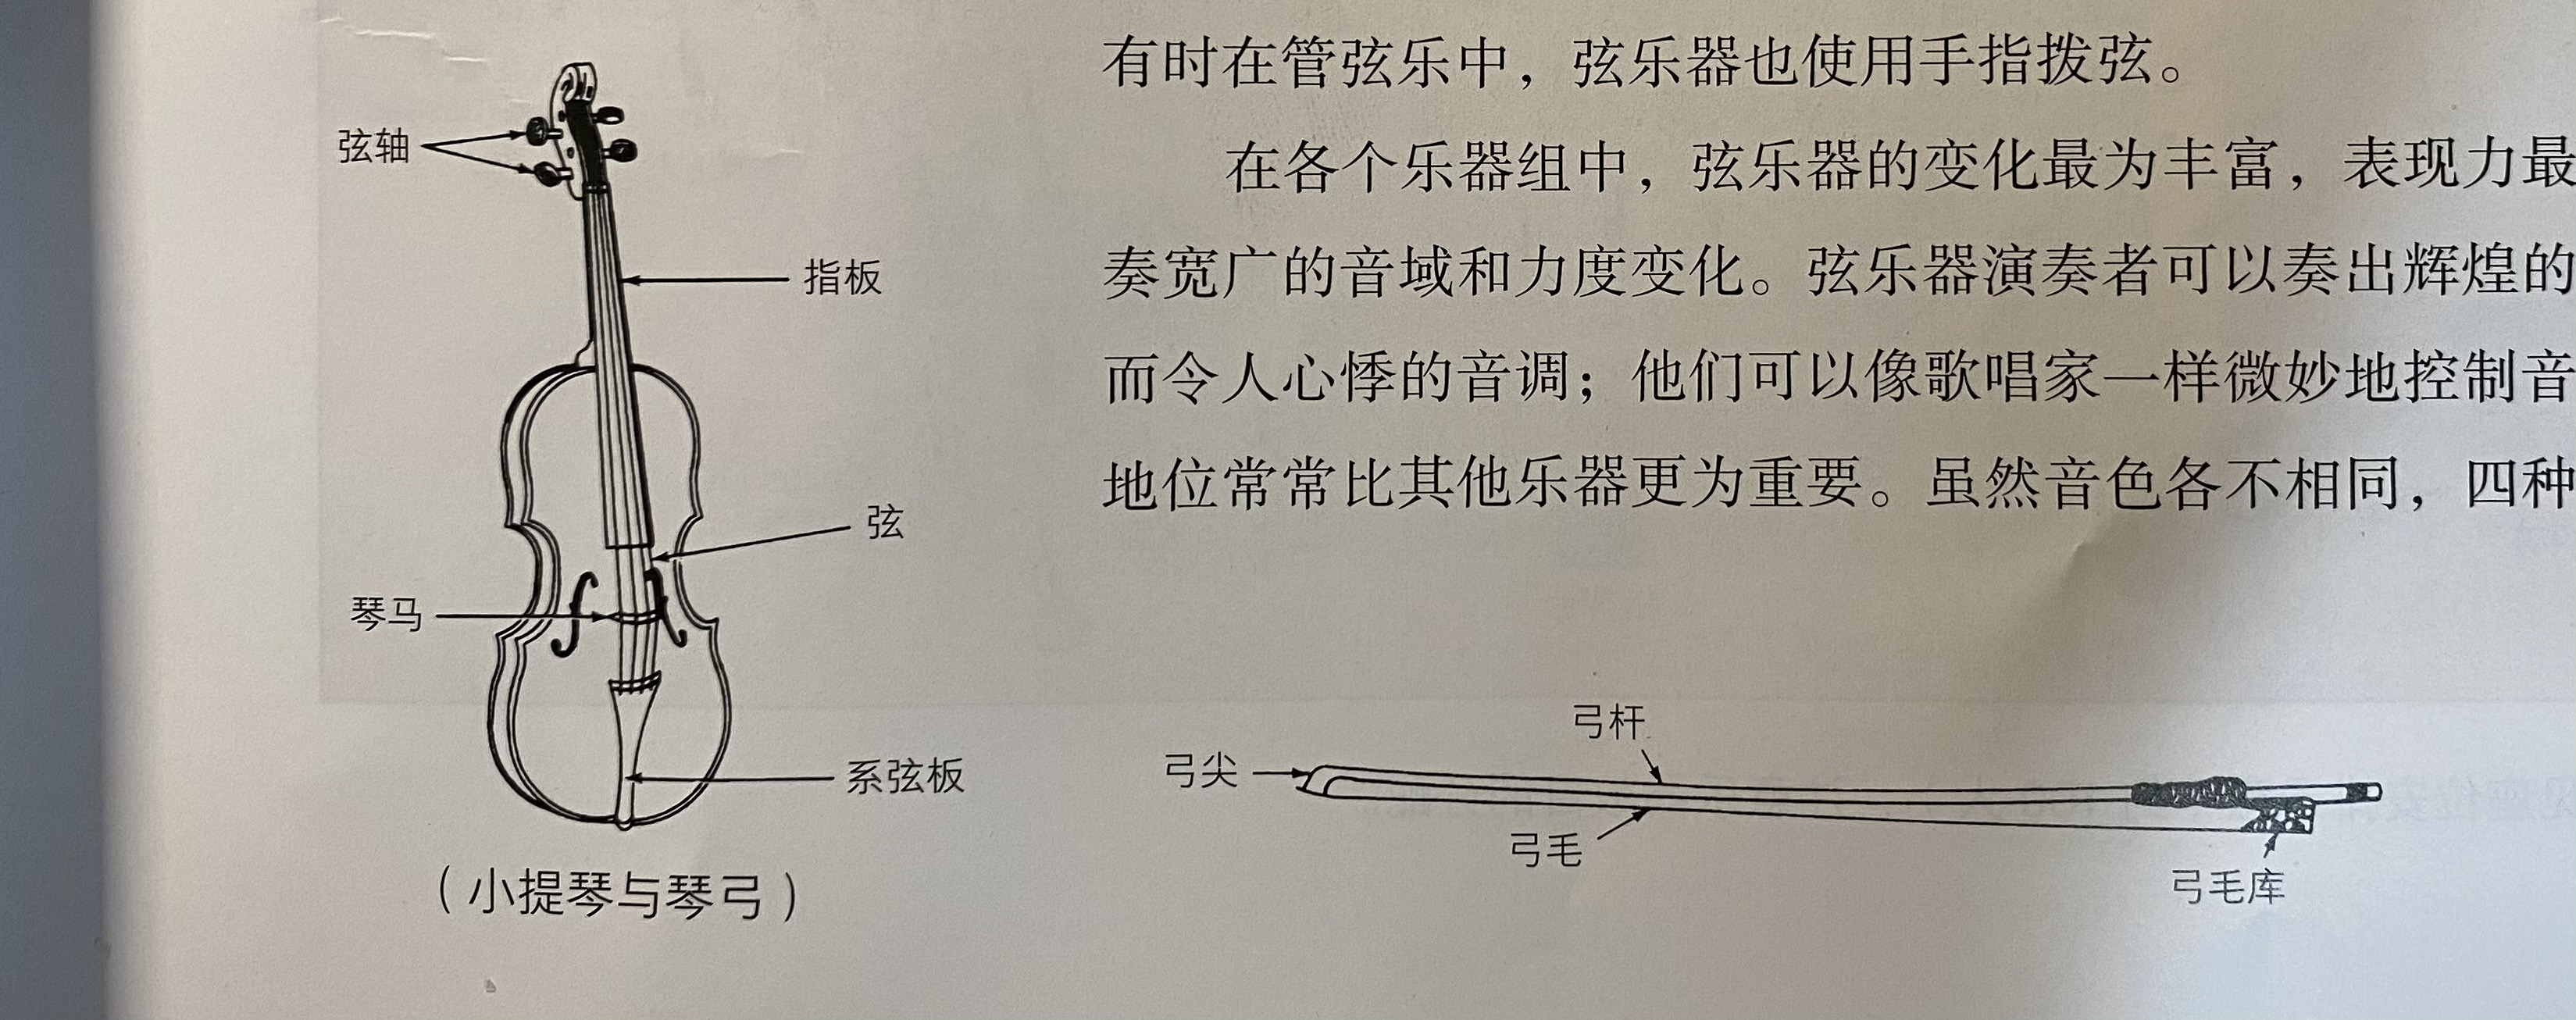 有时在管弦乐中，弦乐器也使用手指拨弦。
在各个乐器组中，弦乐器的变化最为丰富，表现力最
奏宽广的音域和力度变化。弦乐器演奏者可以奏出辉煌的
而令人心悸的音调；他们可以像歌唱家一样微妙地控制音
地位常常比其他乐器更为重要。虽然音色各不相同，四种
弦轴
指板
弦
琴马
系弦板
（小提琴与琴弓）
弓杆
弓尖
弓毛
弓毛库